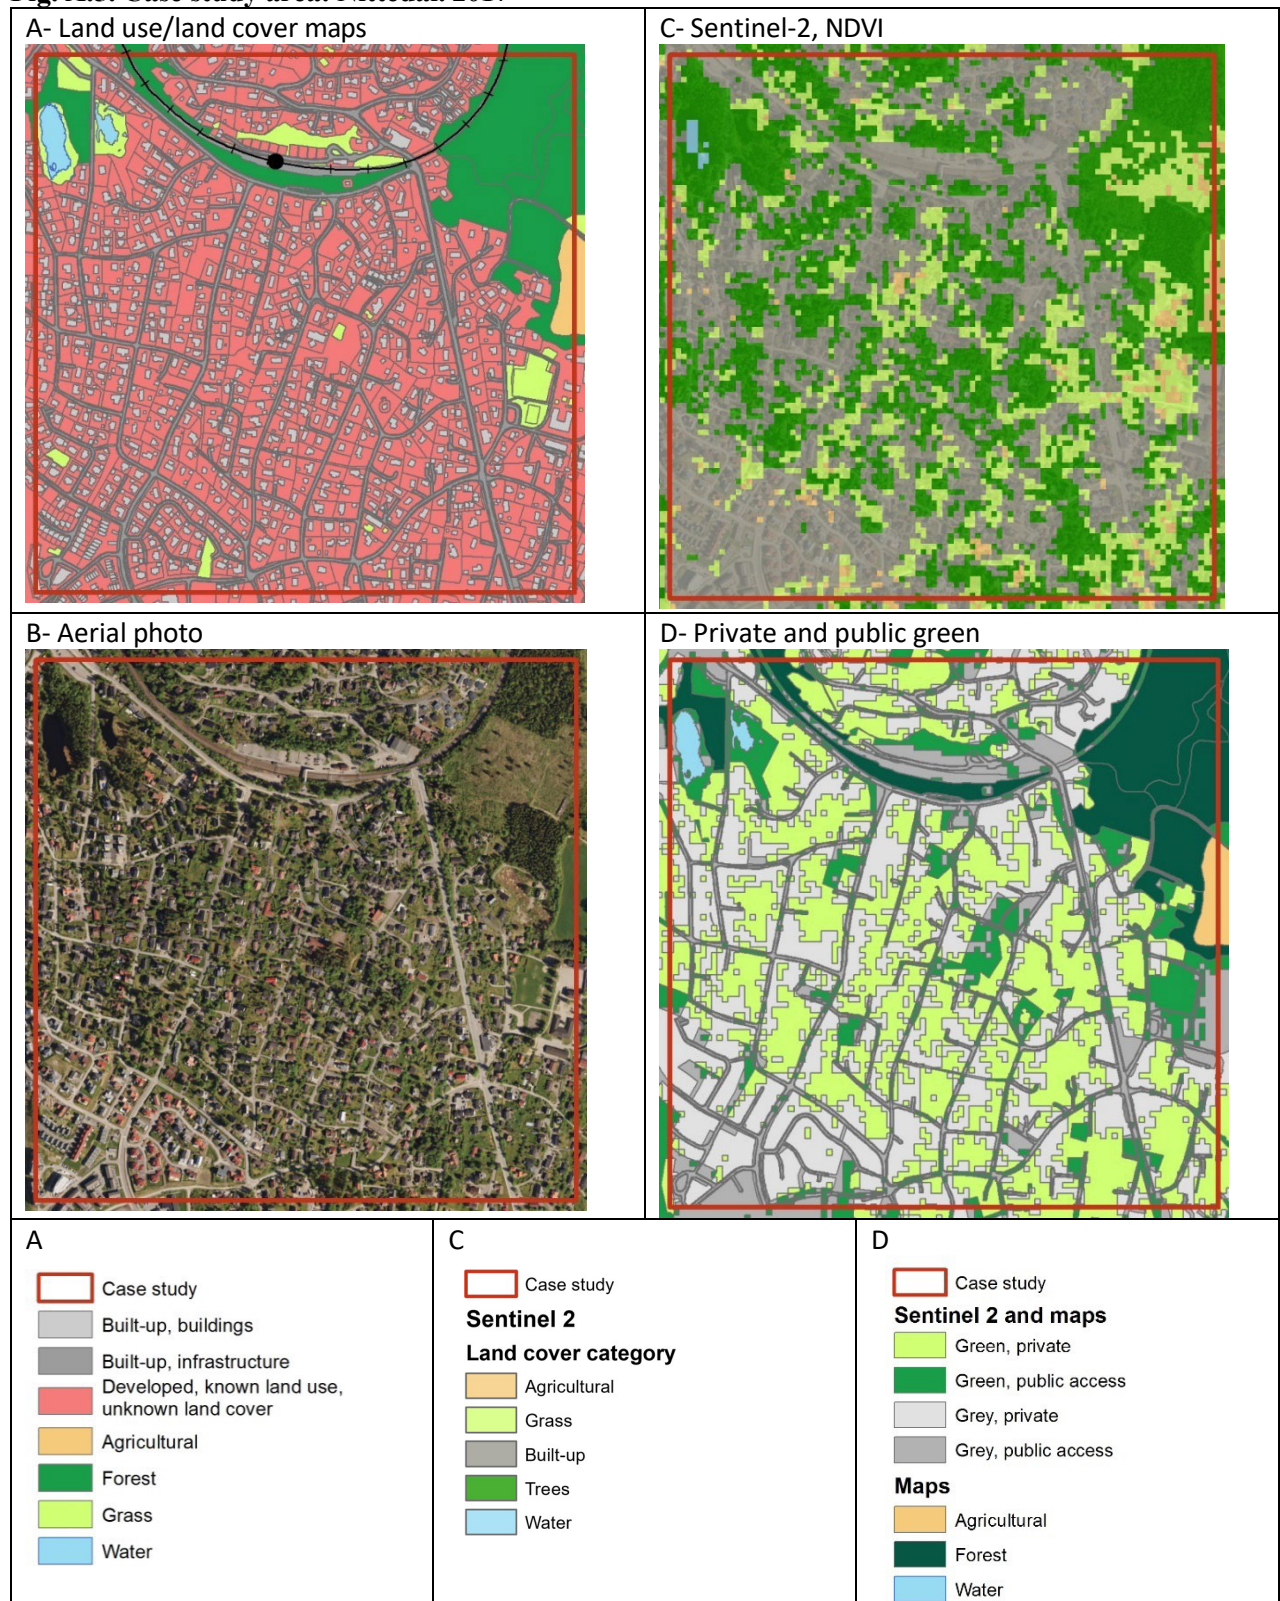 A- Land use/land cover maps
C- Sentinel-2, NDVI
B- Aerial photo
D- Private and public green
A
Case study
Built-up, buildings
Built-up, infrastructure
Developed, known land use,
unknown land cover
Agricultural
Forest
Grass
Water
C
Case study
Sentinel 2
Land cover category
Agricultural
Grass
Built-up
Trees
Water
D
Case study
Sentinel 2 and maps
Green, private
Green, public access
Grey, private
Grey, public access
Maps
Agricultural
Forest
Water